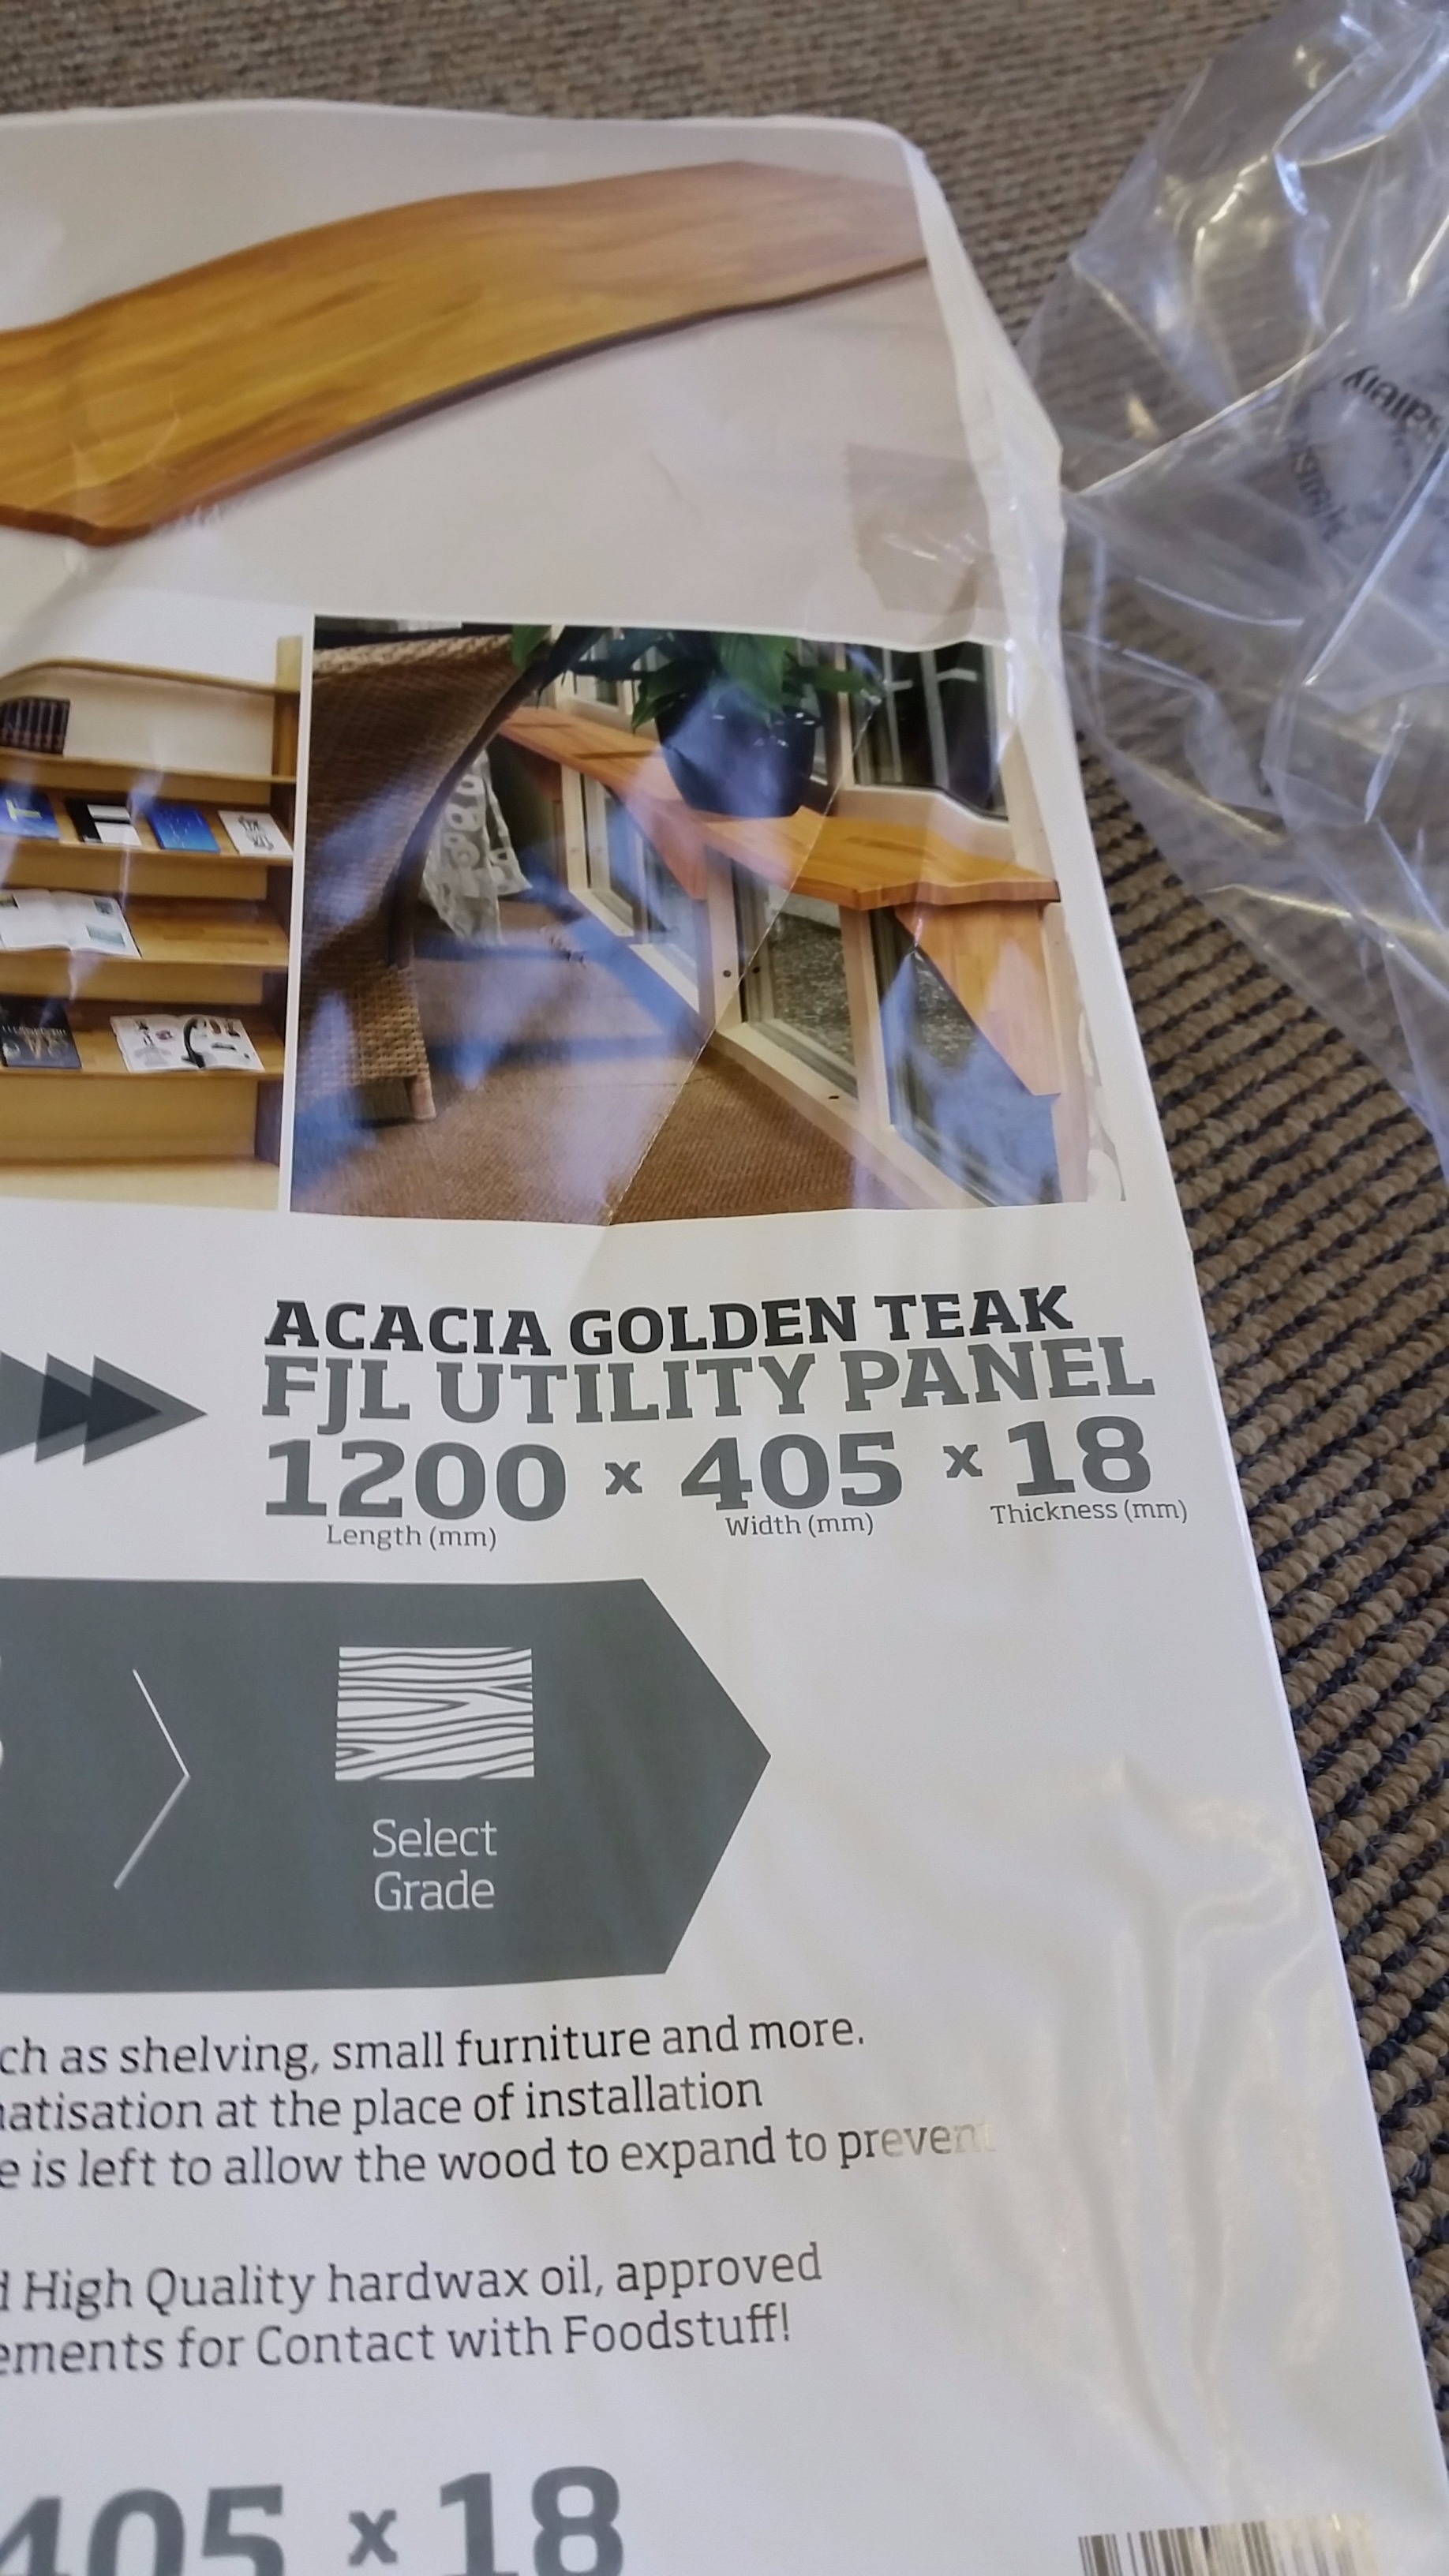 ACACIA GOLDEN TEAK
FJL UTILITY PANEL
1200 x 405 x 18
Length (mm) Width (mm) Thickness (mm)
Select
Grade
ch as shelving, small furniture and more.
atisation at the place of installation
e is left to allow the wood to expand to prevent
d High Quality hardwax oil, approved
ements for Contact with Foodstuff!
405 x 18